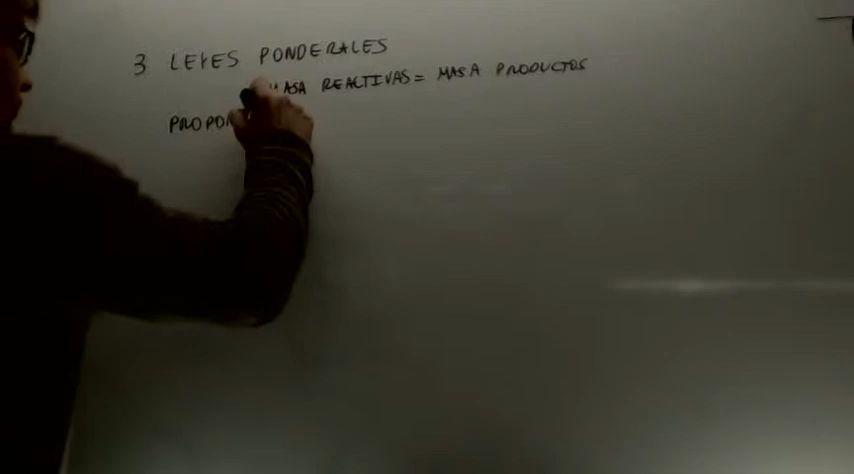 3 LEYES PONDERALES
MASA REACTIVAS = MASA PRODUCTOS
PROPOR